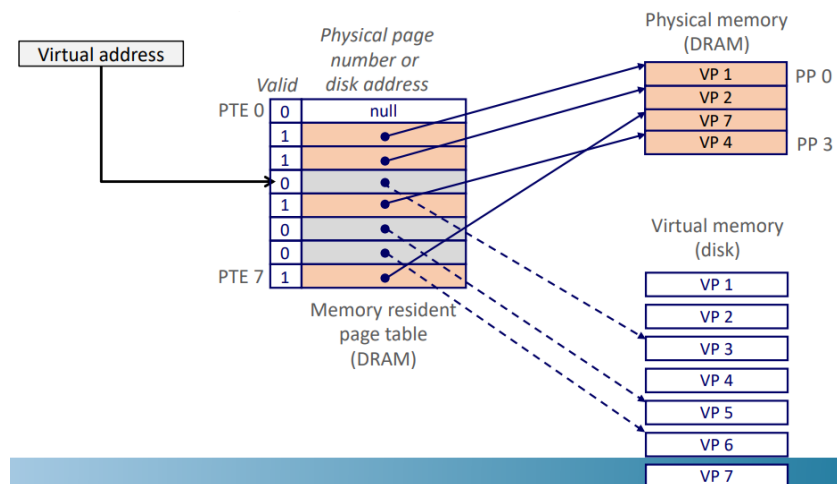 Virtual address
Physical page
number or
disk address
Valid
PTE 0
0
null
1
1
0
1
0
0
PTE 7
1
Memory resident
page table
(DRAM)
Physical memory
(DRAM)
VP 1
PP 0
VP 2
VP 7
VP 4
PP 3
Virtual memory
(disk)
VP 1
VP 2
VP 3
VP 4
VP 5
VP 6
VP 7